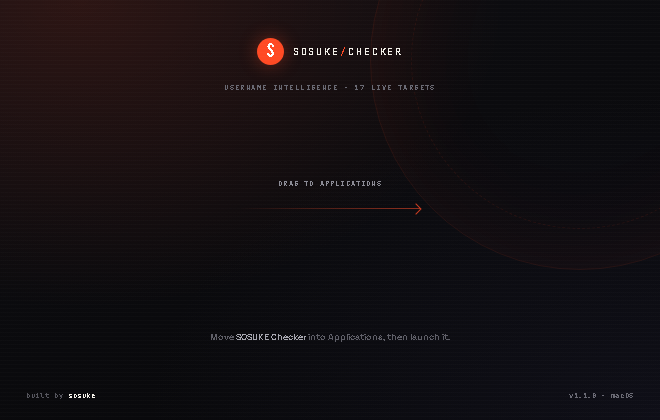 S SOSUKE/CHECKER
USERNAME INTELLIGENCE · 17 LIVE TARGETS
DRAG TO APPLICATIONS
Move SOSUKE Checker into Applications, then launch it.
built by sosuke
v1.1.0 · macOS